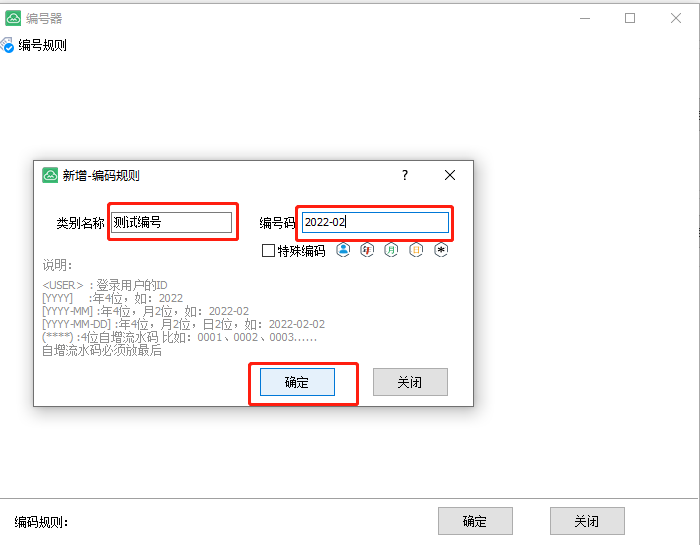 编号器
编号规则
新增-编码规则 ?
类别名称 测试编号 编号码 2022-02
特殊编码 年 月 日 *
说明：
<USER> : 登录用户的ID
[YYYY] :年4位，如：2022
[YYYY-MM] :年4位，月2位，如：2022-02
[YYYY-MM-DD] :年4位，月2位，日2位，如：2022-02-02
(****) :4位自增流水码 比如：0001、0002、0003......
自增流水码必须放最后
确定 关闭
编码规则： 确定 关闭